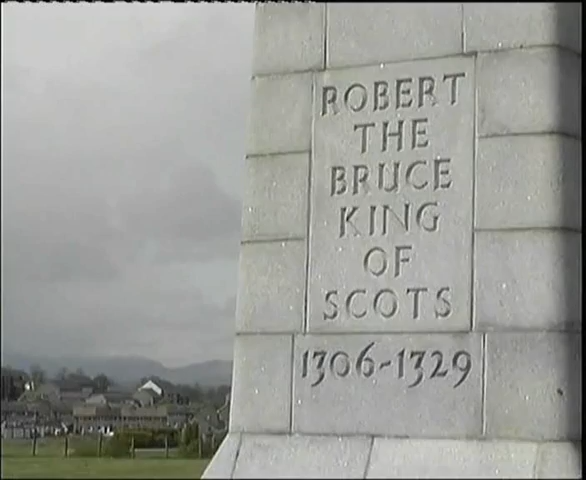 ROBERT
THE
BRUCE
KING
OF
SCOTS
1306-1329